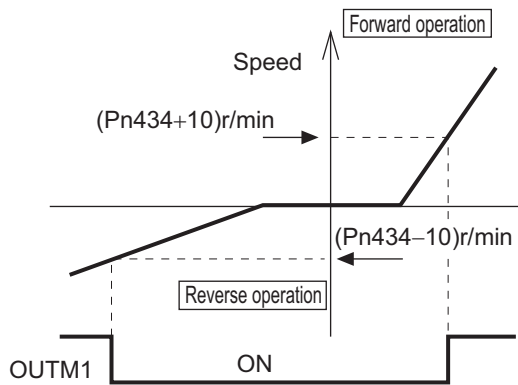 Forward operation
Speed
(Pn434+10)r/min
(Pn434−10)r/min
Reverse operation
OUTM1
ON